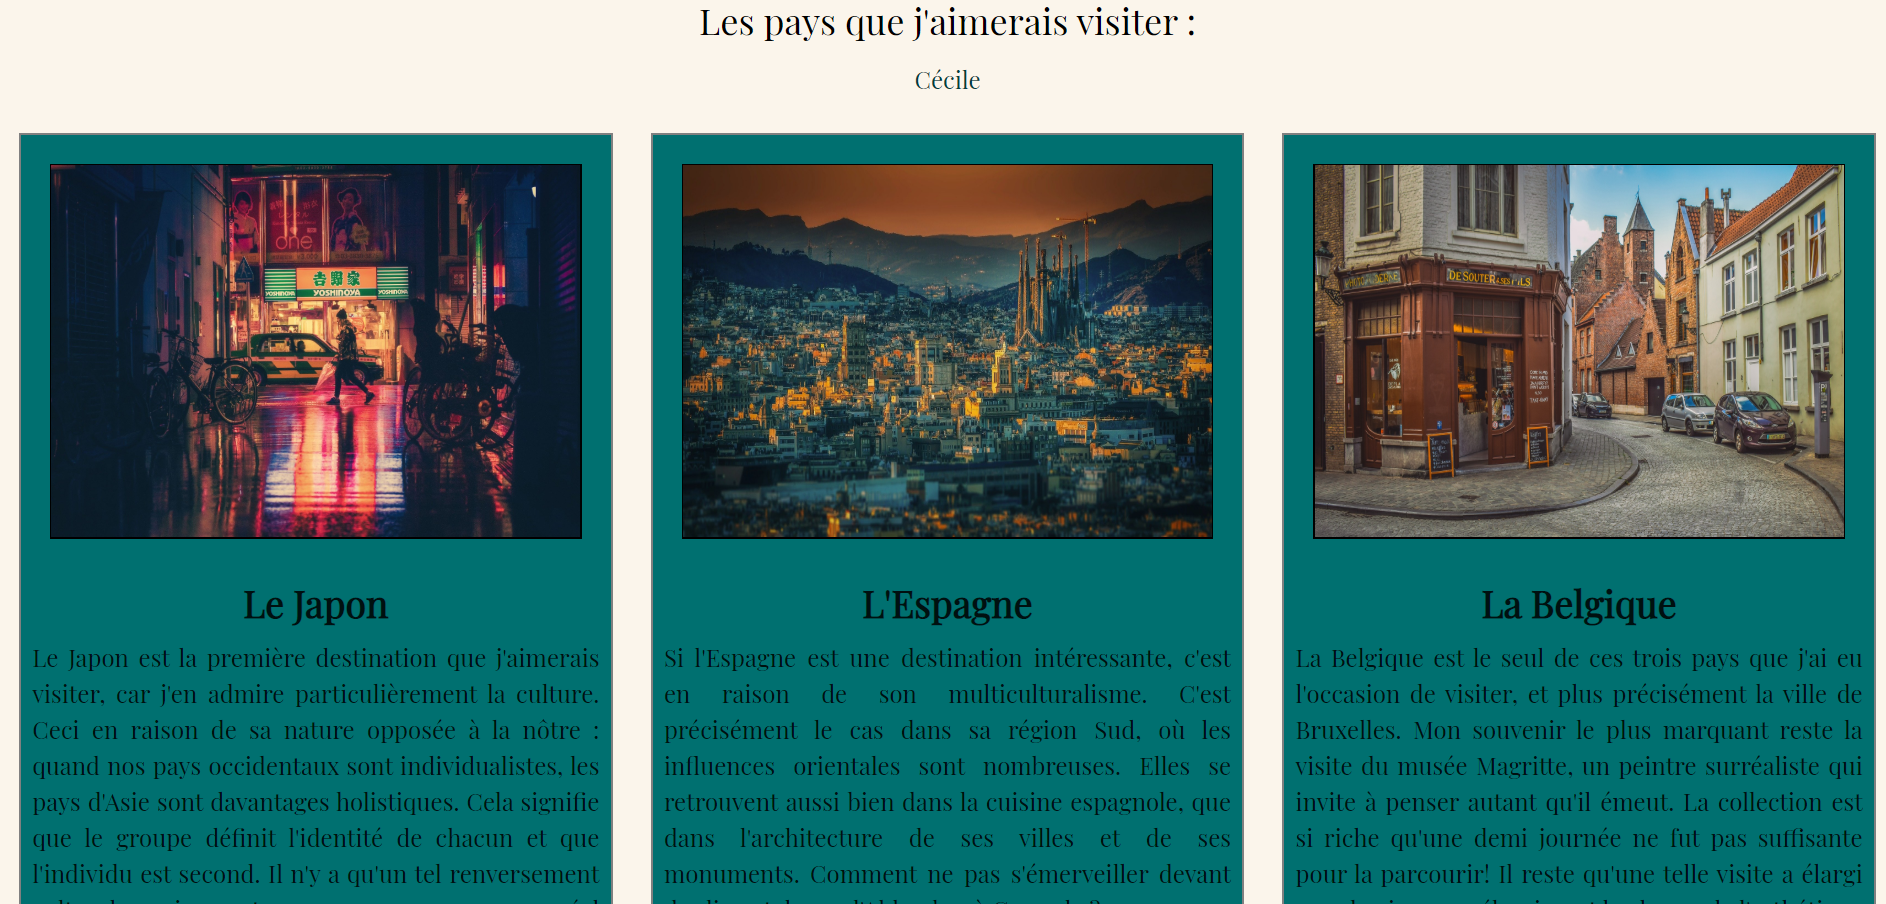 Les pays que j'aimerais visiter :
Cécile
one
吉野家
YOSHINOYA
YOSHINOYA
YOSHINOYA
DE SOUTER & SES FILS
Le Japon
Le Japon est la première destination que j'aimerais
visiter, car j'en admire particulièrement la culture.
Ceci en raison de sa nature opposée à la nôtre :
quand nos pays occidentaux sont individualistes, les
pays d'Asie sont davantages holistiques. Cela signifie
que le groupe définit l'identité de chacun et que
l'individu est second. Il n'y a qu'un tel renversement
L'Espagne
Si l'Espagne est une destination intéressante, c'est
en raison de son multiculturalisme. C'est
précisément le cas dans sa région Sud, où les
influences orientales sont nombreuses. Elles se
retrouvent aussi bien dans la cuisine espagnole, que
dans l'architecture de ses villes et de ses
monuments. Comment ne pas s'émerveiller devant
La Belgique
La Belgique est le seul de ces trois pays que j'ai eu
l'occasion de visiter, et plus précisément la ville de
Bruxelles. Mon souvenir le plus marquant reste la
visite du musée Magritte, un peintre surréaliste qui
invite à penser autant qu'il émeut. La collection est
si riche qu'une demi journée ne fut pas suffisante
pour la parcourir! Il reste qu'une telle visite a élargi